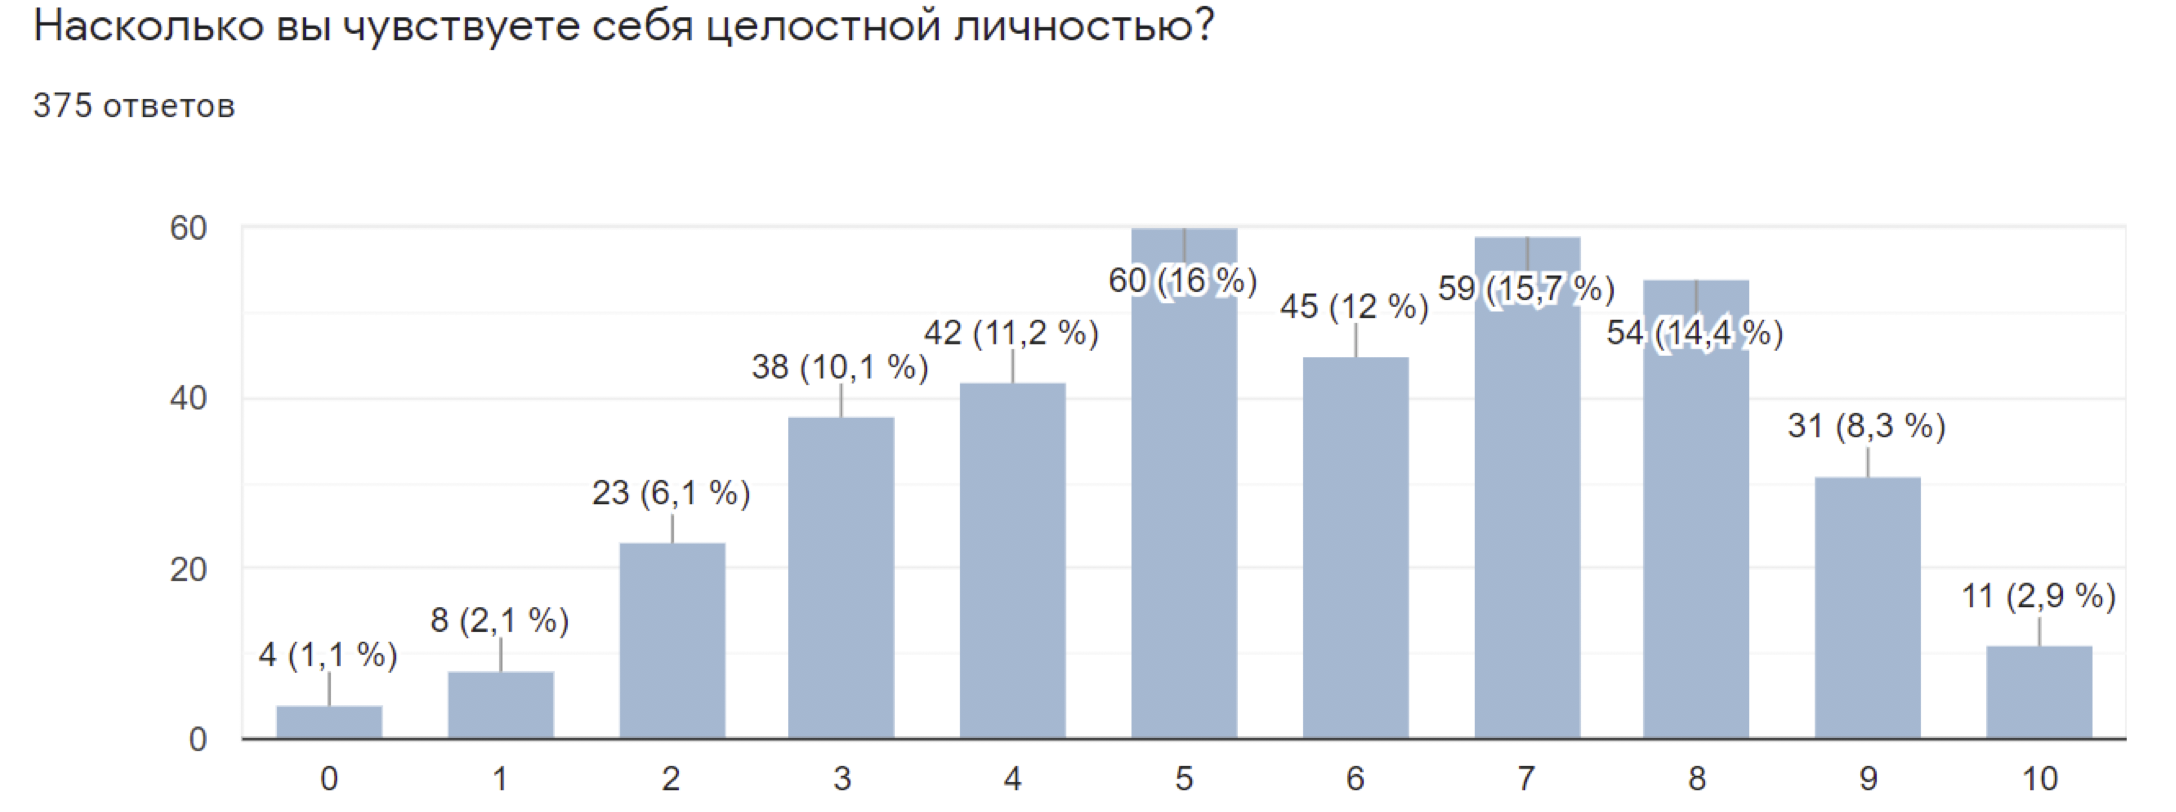 Насколько вы чувствуете себя целостной личностью?
375 ответов
60
40
20
0
4 (1,1 %)
8 (2,1 %)
23 (6,1 %)
38 (10,1 %)
42 (11,2 %)
60 (16 %)
45 (12 %)
59 (15,7 %)
54 (14,4 %)
31 (8,3 %)
11 (2,9 %)
0 1 2 3 4 5 6 7 8 9 10